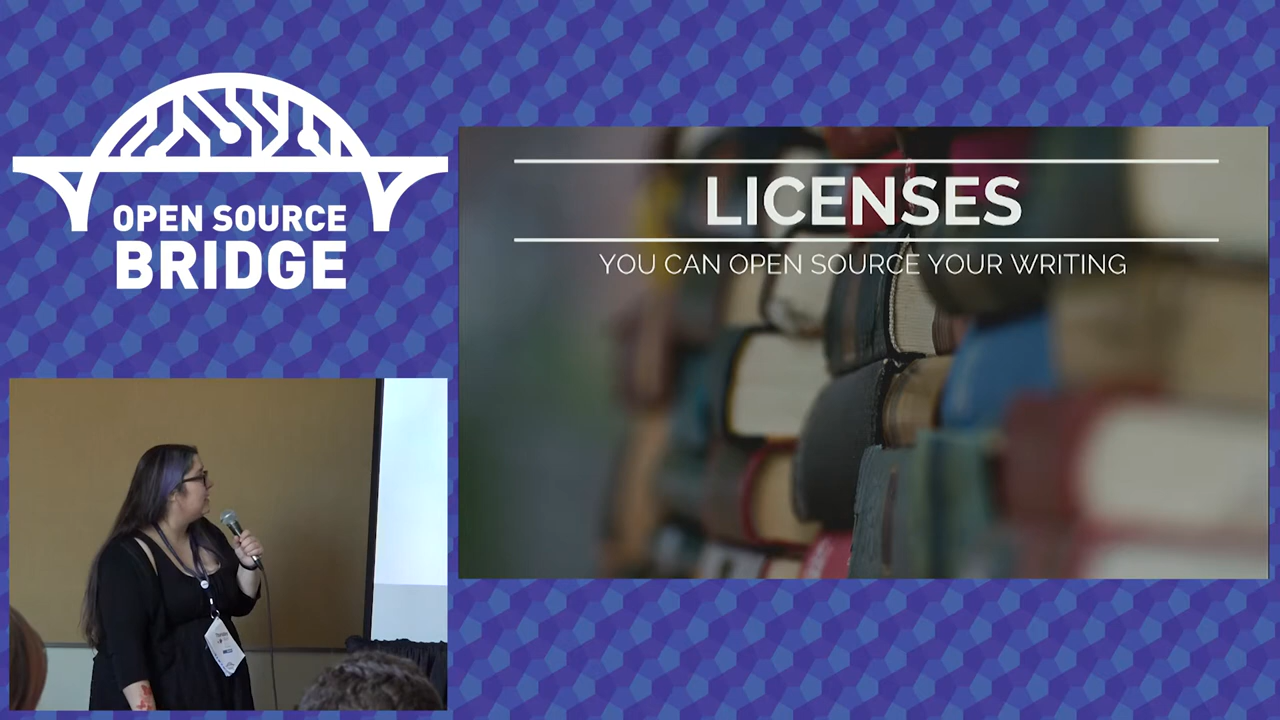 OPEN SOURCE
BRIDGE
LICENSES
YOU CAN OPEN SOURCE YOUR WRITING